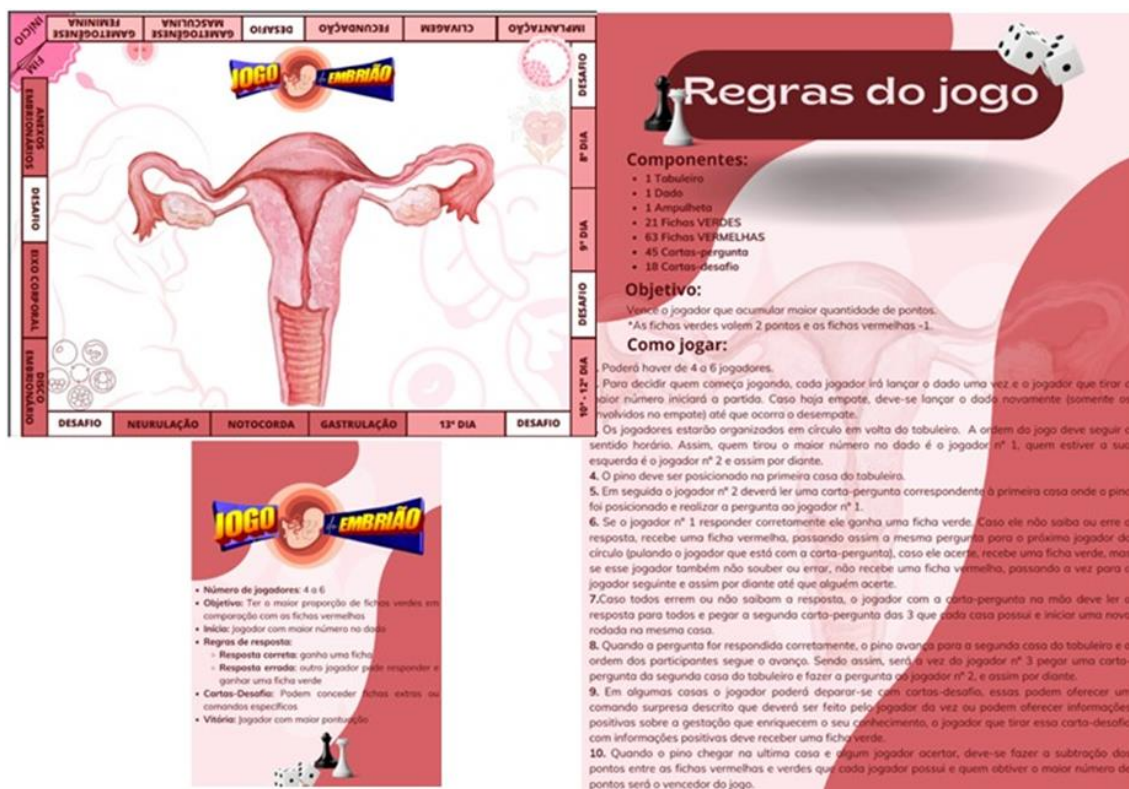 INÍCIO
GAMETOGÊNESE
FEMININA
GAMETOGÊNESE
MASCULINA
DESAFIO
FECUNDAÇÃO
CLIVAGEM
IMPLANTAÇÃO
DESAFIO
8º DIA
9º DIA
DESAFIO
10º - 12º DIA
DESAFIO
13º DIA
GASTRULAÇÃO
NOTOCORDA
NEURULAÇÃO
DESAFIO
DISCO
EMBRIONÁRIO
EIXO CORPORAL
DESAFIO
ANEXOS
EMBRIONÁRIOS
FIM
JOGO do EMBRIÃO
JOGO do EMBRIÃO
• Número de jogadores: 4 a 6
• Objetivo: Ter a maior proporção de fichas verdes em
comparação com as fichas vermelhas
• Início: Jogador com maior número no dado
• Regras de resposta:
Resposta correta: ganha uma ficha
Resposta errada: outro jogador pode responder e
ganhar uma ficha verde
• Cartas-Desafio: Podem conceder fichas extras ou
comandos específicos
• Vitória: Jogador com maior pontuação
Regras do jogo
Componentes:
• 1 Tabuleiro
• 1 Dado
• 1 Ampulheta
• 21 Fichas VERDES
• 63 Fichas VERMELHAS
• 45 Cartas-pergunta
• 18 Cartas-desafio
Objetivo:
Vence o jogador que acumular maior quantidade de pontos.
*As fichas verdes valem 2 pontos e as fichas vermelhas -1.
Como jogar:
. Poderá haver de 4 a 6 jogadores.
. Para decidir quem começa jogando, cada jogador irá lançar o dado uma vez e o jogador que tirar o
aior número iniciará a partida. Caso haja empate, deve-se lançar o dado novamente (somente os
nvolvidos no empate) até que ocorra o desempate.
. Os jogadores estarão organizados em círculo em volta do tabuleiro. A ordem do jogo deve seguir o
sentido horário. Assim, quem tirou o maior número no dado é o jogador nº 1, quem estiver a sua
esquerda é o jogador nº 2 e assim por diante.
4. O pino deve ser posicionado na primeira casa do tabuleiro.
5. Em seguida o jogador nº 2 deverá ler uma carta-pergunta correspondente à primeira casa onde o pino
foi posicionado e realizar a pergunta ao jogador nº 1.
6. Se o jogador nº 1 responder corretamente ele ganha uma ficha verde. Caso ele não saiba ou erre a
resposta, recebe uma ficha vermelha, passando assim a mesma pergunta para o próximo jogador do
círculo (pulando o jogador que está com a carta-pergunta), caso ele acerte, recebe uma ficha verde, mas
se esse jogador também não souber ou errar, não recebe uma ficha vermelha, passando a vez para o
jogador seguinte e assim por diante até que alguém acerte.
7.Caso todos errem ou não saibam a resposta, o jogador com a carta-pergunta na mão deve ler a
resposta para todos e pegar a segunda carta-pergunta das 3 que cada casa possui e iniciar uma nova
rodada na mesma casa.
8. Quando a pergunta for respondida corretamente, o pino avança para a segunda casa do tabuleiro e a
ordem dos participantes segue o avanço. Sendo assim, será a vez do jogador nº 3 pegar uma carta-
pergunta da segunda casa do tabuleiro e fazer a pergunta ao jogador nº 2, e assim por diante.
9. Em algumas casas o jogador poderá deparar-se com cartas-desafio, essas podem oferecer um
comando surpresa descrito que deverá ser feito pelo jogador da vez ou podem oferecer informações
positivas sobre a gestação que enriquecem o seu conhecimento, o jogador que tirar essa carta-desafio
com informações positivas deve receber uma ficha verde.
10. Quando o pino chegar na ultima casa e algum jogador acertar, deve-se fazer a subtração dos
pontos entre as fichas vermelhas e verdes que cada jogador possui e quem obtiver o maior número de
pontos será o vencedor do jogo.